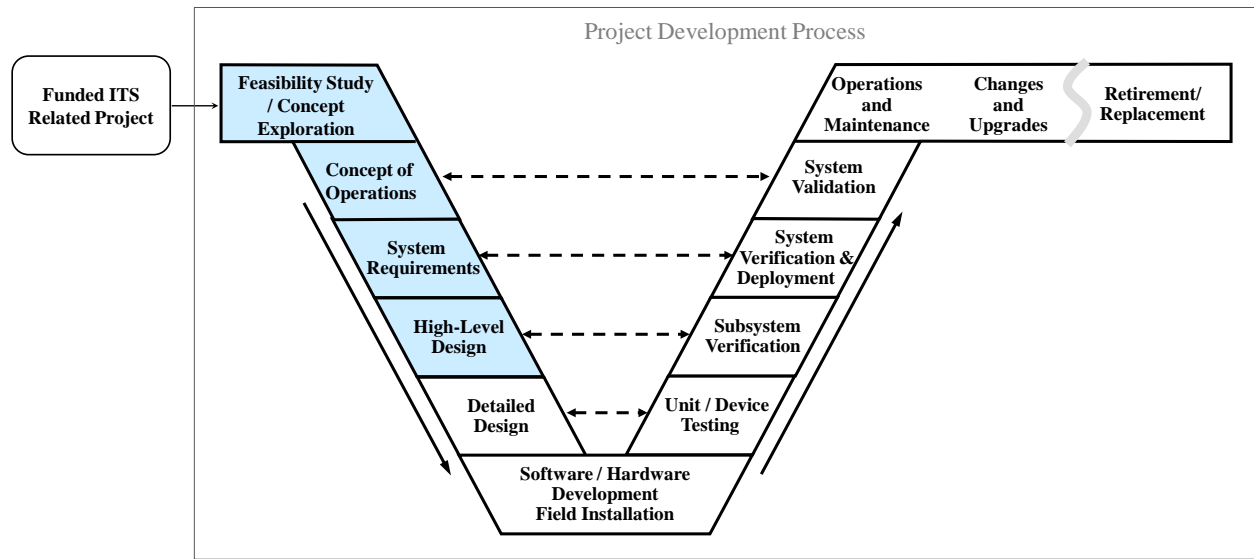 Project Development Process
Funded ITS
Related Project
Feasibility Study
/ Concept
Exploration
Concept of
Operations
System
Requirements
High-Level
Design
Detailed
Design
Software / Hardware
Development
Field Installation
Unit / Device
Testing
Subsystem
Verification
System
Verification &
Deployment
System
Validation
Operations
and
Maintenance
Changes
and
Upgrades
Retirement/
Replacement